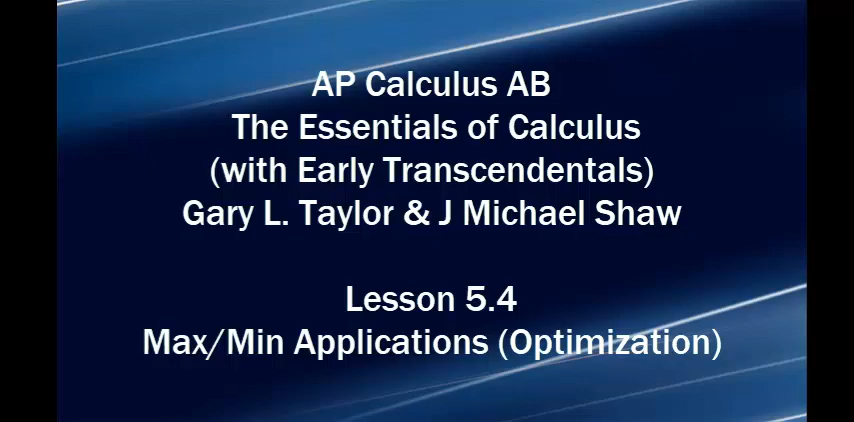 AP Calculus AB
The Essentials of Calculus
(with Early Transcendentals)
Gary L. Taylor & J Michael Shaw
Lesson 5.4
Max/Min Applications (Optimization)